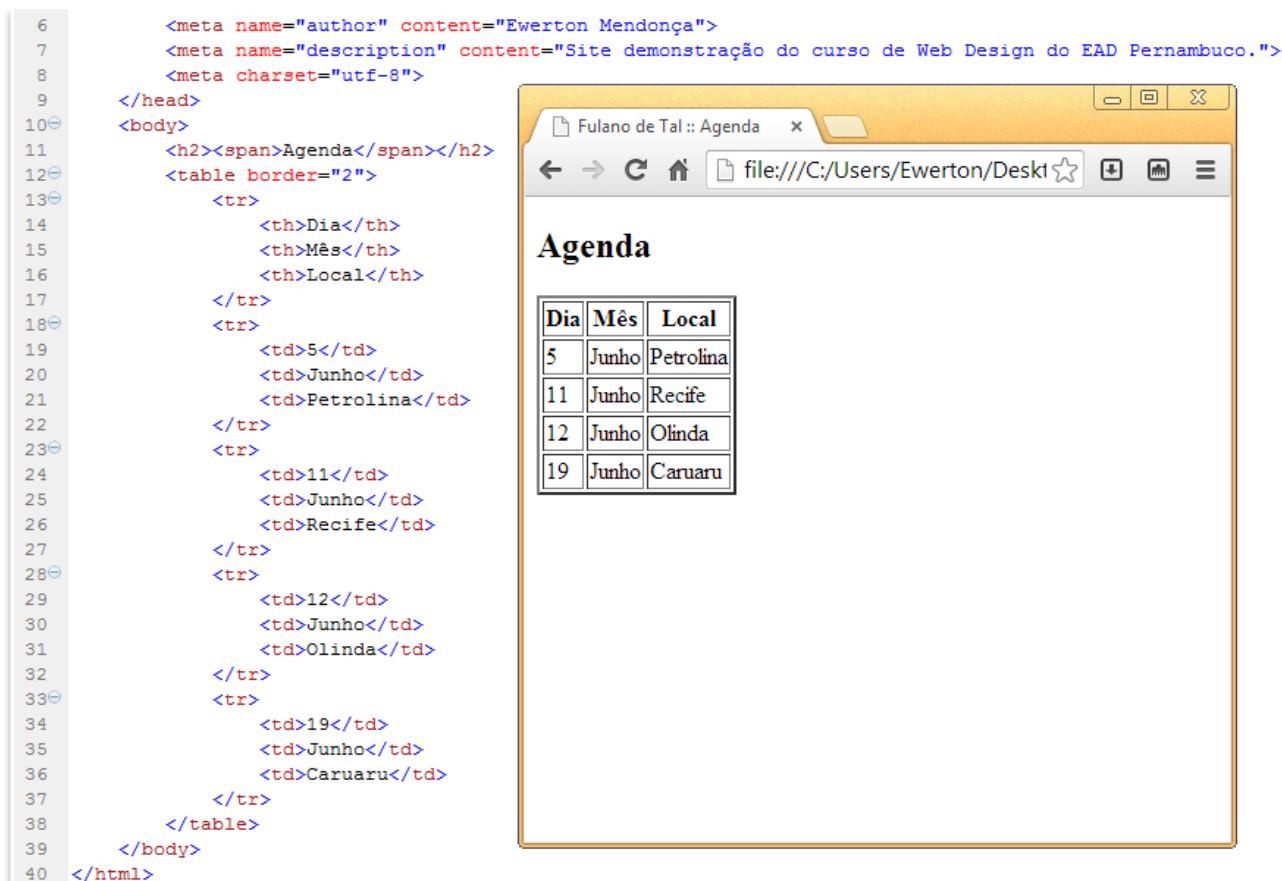 6 <meta name="author" content="Ewerton Mendonça">
7 <meta name="description" content="Site demonstração do curso de Web Design do EAD Pernambuco.">
8 <meta charset="utf-8">
9 </head>
10 <body>
11 <h2><span>Agenda</span></h2>
12 <table border="2">
13 <tr>
14 <th>Dia</th>
15 <th>Mês</th>
16 <th>Local</th>
17 </tr>
18 <tr>
19 <td>5</td>
20 <td>Junho</td>
21 <td>Petrolina</td>
22 </tr>
23 <tr>
24 <td>11</td>
25 <td>Junho</td>
26 <td>Recife</td>
27 </tr>
28 <tr>
29 <td>12</td>
30 <td>Junho</td>
31 <td>Olinda</td>
32 </tr>
33 <tr>
34 <td>19</td>
35 <td>Junho</td>
36 <td>Caruaru</td>
37 </tr>
38 </table>
39 </body>
40 </html>
Fulano de Tal :: Agenda
file:///C:/Users/Ewerton/Deskt
Agenda
Dia Mês Local
5 Junho Petrolina
11 Junho Recife
12 Junho Olinda
19 Junho Caruaru